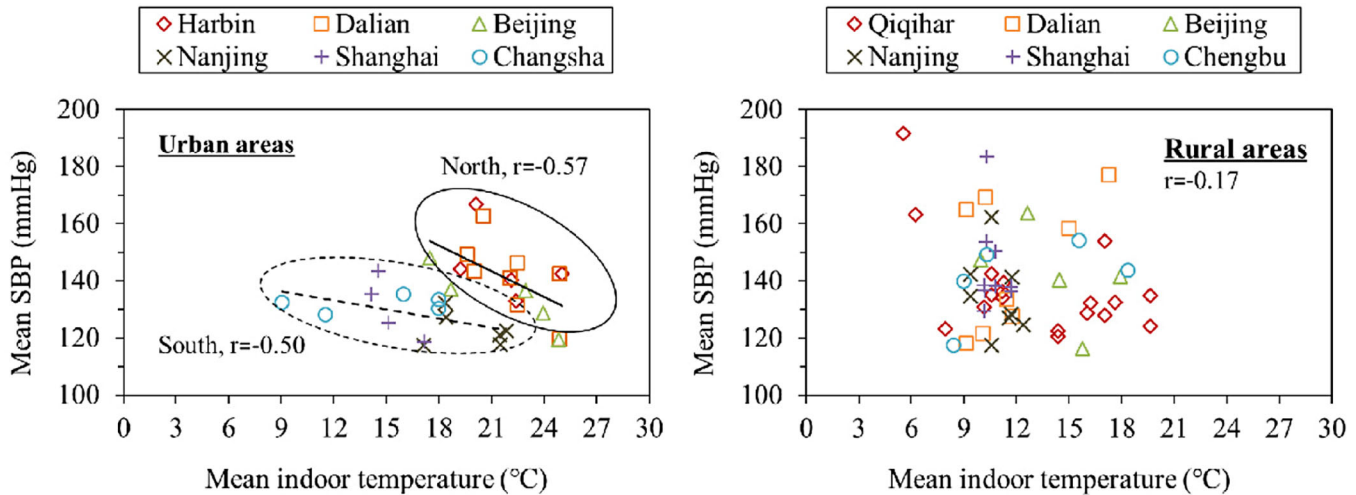 Harbin Dalian Beijing
Nanjing Shanghai Changsha
Mean SBP (mmHg)
200
180
160
140
120
100
Urban areas
North, r=-0.57
South, r=-0.50
0 3 6 9 12 15 18 21 24 27 30
Mean indoor temperature (°C)
Qiqihar Dalian Beijing
Nanjing Shanghai Chengbu
Mean SBP (mmHg)
200
180
160
140
120
100
Rural areas
r=-0.17
0 3 6 9 12 15 18 21 24 27 30
Mean indoor temperature (°C)